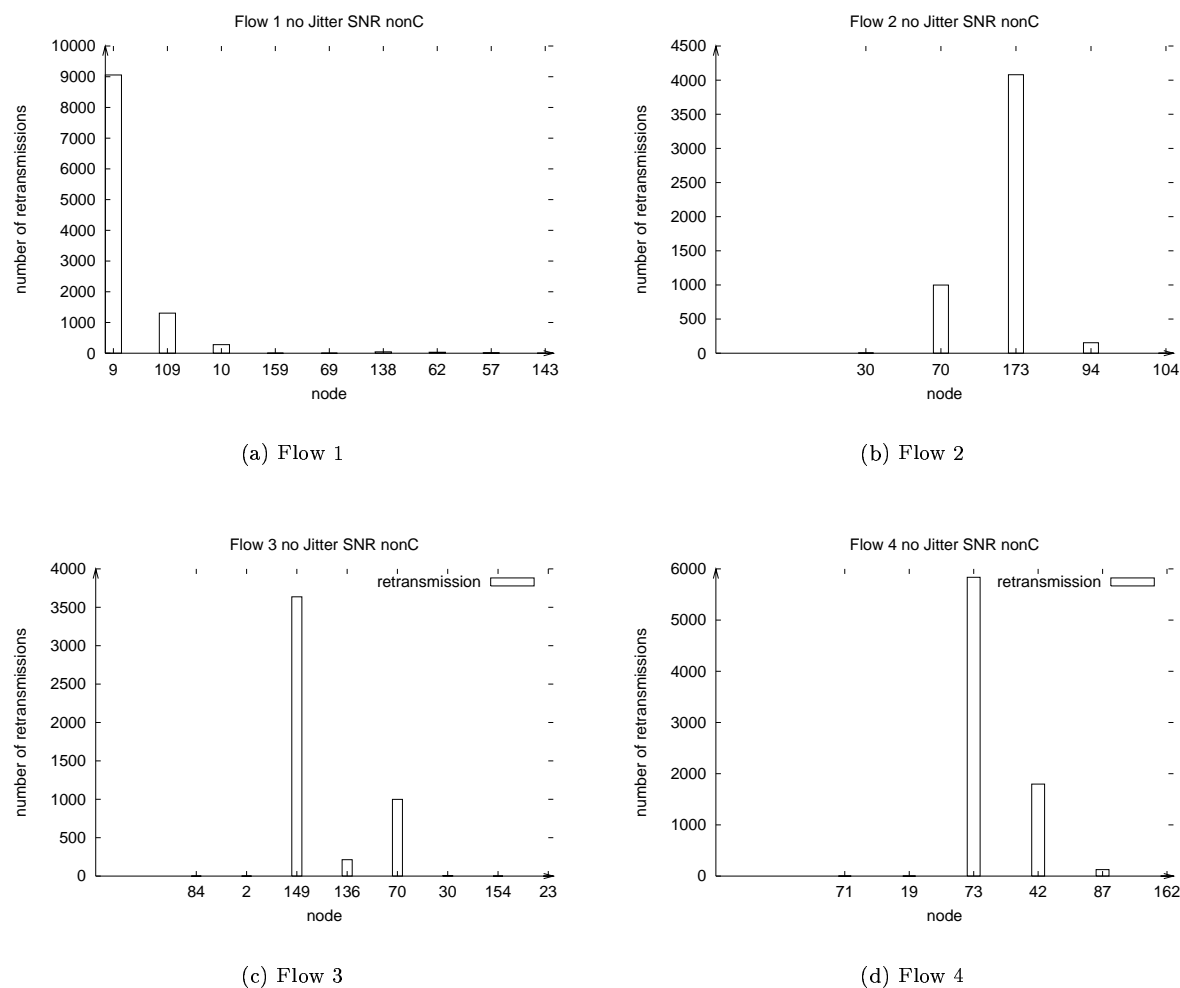 Flow 1 no Jitter SNR nonC
number of retransmissions
10000
9000
8000
7000
6000
5000
4000
3000
2000
1000
0
9 109 10 159 69 138 62 57 143
node
(a) Flow 1
Flow 2 no Jitter SNR nonC
number of retransmissions
4500
4000
3500
3000
2500
2000
1500
1000
500
0
30 70 173 94 104
node
(b) Flow 2
Flow 3 no Jitter SNR nonC
retransmission
number of retransmissions
4000
3500
3000
2500
2000
1500
1000
500
0
84 2 149 136 70 30 154 23
node
(c) Flow 3
Flow 4 no Jitter SNR nonC
retransmission
number of retransmissions
6000
5000
4000
3000
2000
1000
0
71 19 73 42 87 162
node
(d) Flow 4